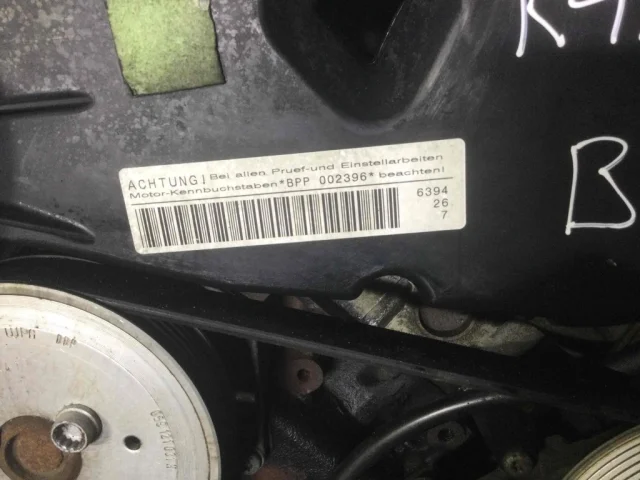 ACHTUNG! Bei allen Pruef-und Einstellarbeiten
Motor-Kennbuchstaben*BPP 002396* beachten!
6394
26
7
B